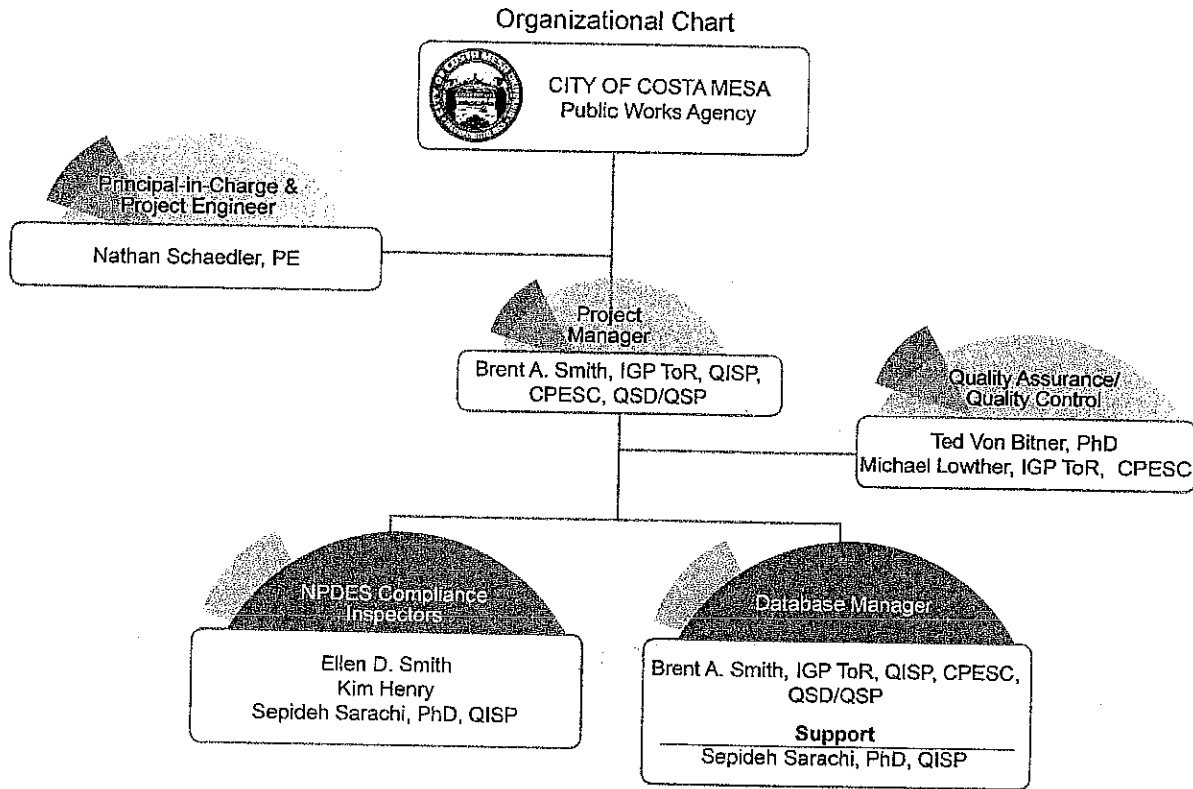 Organizational Chart
CITY OF COSTA MESA
Public Works Agency
Principal-in-Charge &
Project Engineer
Nathan Schaedler, PE
Project
Manager
Brent A. Smith, IGP ToR, QISP,
CPESC, QSD/QSP
Quality Assurance/
Quality Control
Ted Von Bitner, PhD
Michael Lowther, IGP ToR, CPESC
NPDES Compliance
Inspectors
Ellen D. Smith
Kim Henry
Sepideh Sarachi, PhD, QISP
Database Manager
Brent A. Smith, IGP ToR, QISP, CPESC,
QSD/QSP
Support
Sepideh Sarachi, PhD, QISP